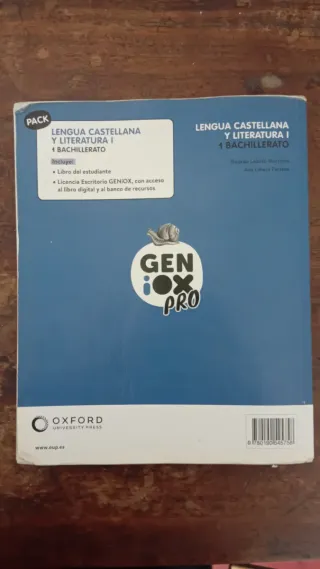 PACK
LENGUA CASTELLANA
Y LITERATURA I
1 BACHILLERATO
Incluye:
• Libro del estudiante
• Licencia Escritorio GENiOX, con acceso
al libro digital y al banco de recursos
LENGUA CASTELLANA
Y LITERATURA I
1 BACHILLERATO
GEN
iOX
PRO
OXFORD
UNIVERSITY PRESS
www.oup.es